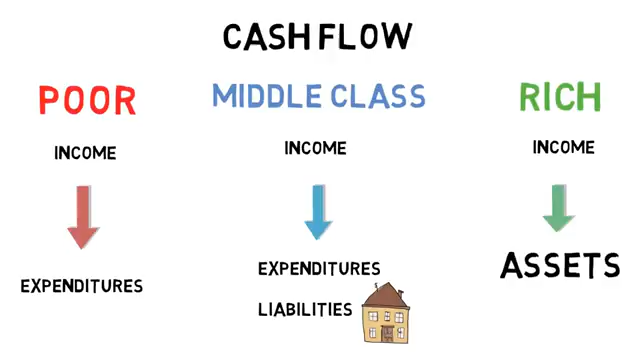 CASH FLOW
POOR
INCOME
EXPENDITURES
MIDDLE CLASS
INCOME
EXPENDITURES
LIABILITIES
RICH
INCOME
ASSETS